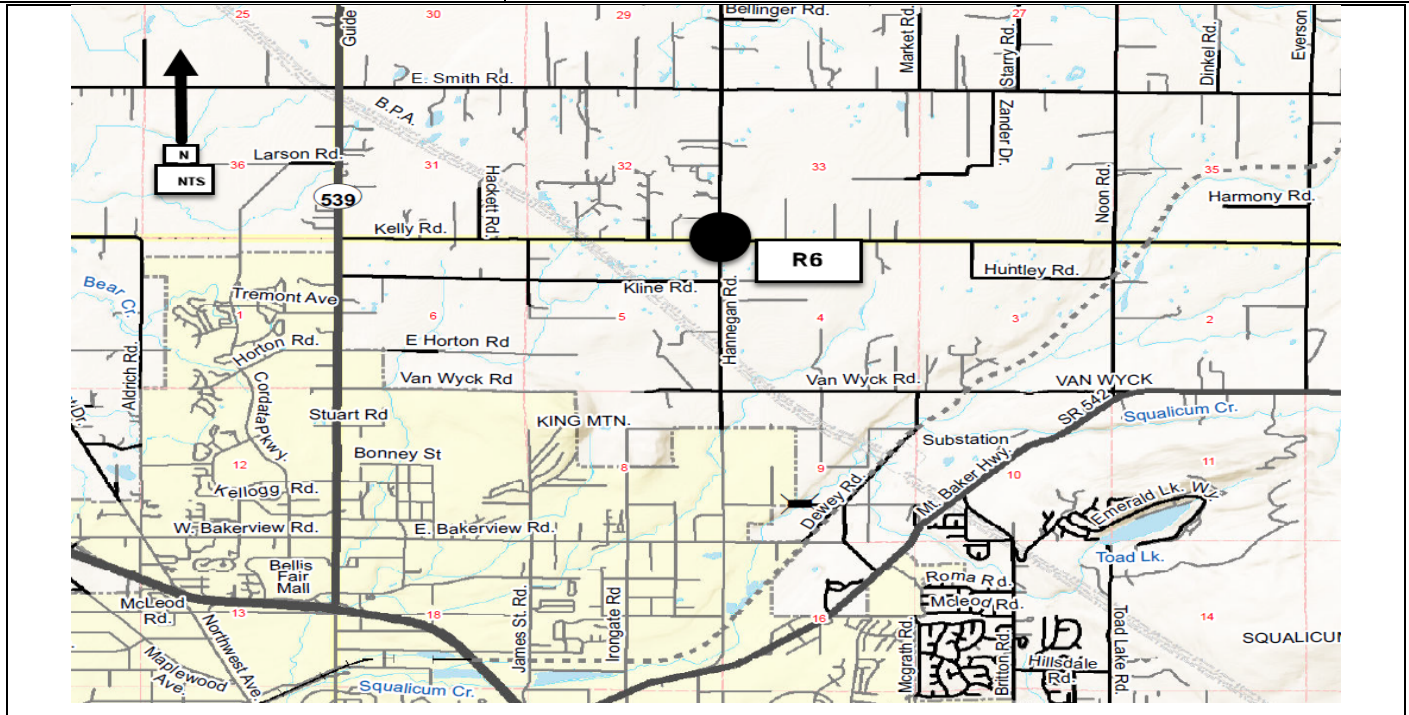 25
Guide
30
29
Bellinger Rd.
Market Rd.
27
Starry Rd.
Dinkel Rd.
Everson
E. Smith Rd.
B.P.A.
Zander Dr.
N
NTS
36
Larson Rd.
31
32
33
35
Hackett Rd.
539
Noon Rd.
Harmony Rd.
Kelly Rd.
R6
Huntley Rd.
Bear Cr.
Tremont Ave
Kline Rd.
Hannegan Rd.
1
6
5
4
3
2
Horton Rd.
E Horton Rd
Aldrich Rd.
Cordata Pkwy.
Van Wyck Rd
Van Wyck Rd.
VAN WYCK
Dr.
Stuart Rd
KING MTN.
SR 542
Squalicum Cr.
Substation
Bonney St
12
8
9
10
11
Kellogg Rd.
Dewey Rd.
Mt. Baker Hwy.
Emerald Lk. Wy.
W. Bakerview Rd.
E. Bakerview Rd.
Toad Lk.
Bellis
Fair
Mall
McLeod
Rd.
13
18
James St. Rd.
Irongate Rd
16
Roma Rd.
Mcleod Rd.
14
Northwest Ave.
Mcgrath Rd.
Britton Rd.
Toad Lake Rd.
SQUALICUM
Maplewood
Ave.
Hillsdale
Rd.
Squalicum Cr.